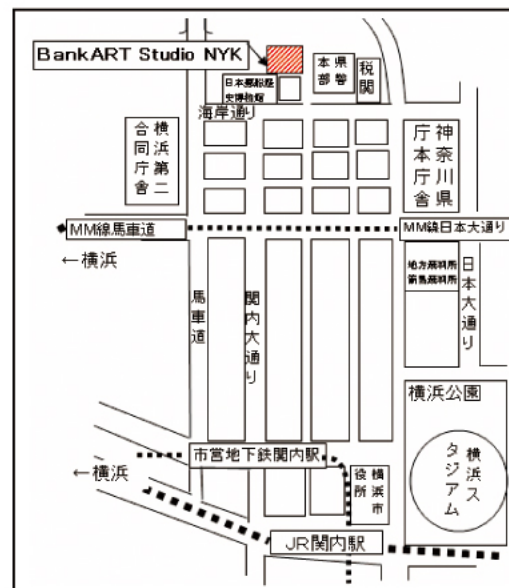 BankART Studio NYK
日本郵船歴
史博物館
県警
本部
税関
海岸通り
横浜第二
合同庁舎
神奈川県
庁本庁舎
MM線馬車道
MM線日本大通り
←横浜
地方裁判所
簡易裁判所
日本大通り
馬車道
関内大通り
横浜公園
横浜ス
タジアム
市営地下鉄関内駅
←横浜
横浜市
役所
JR関内駅